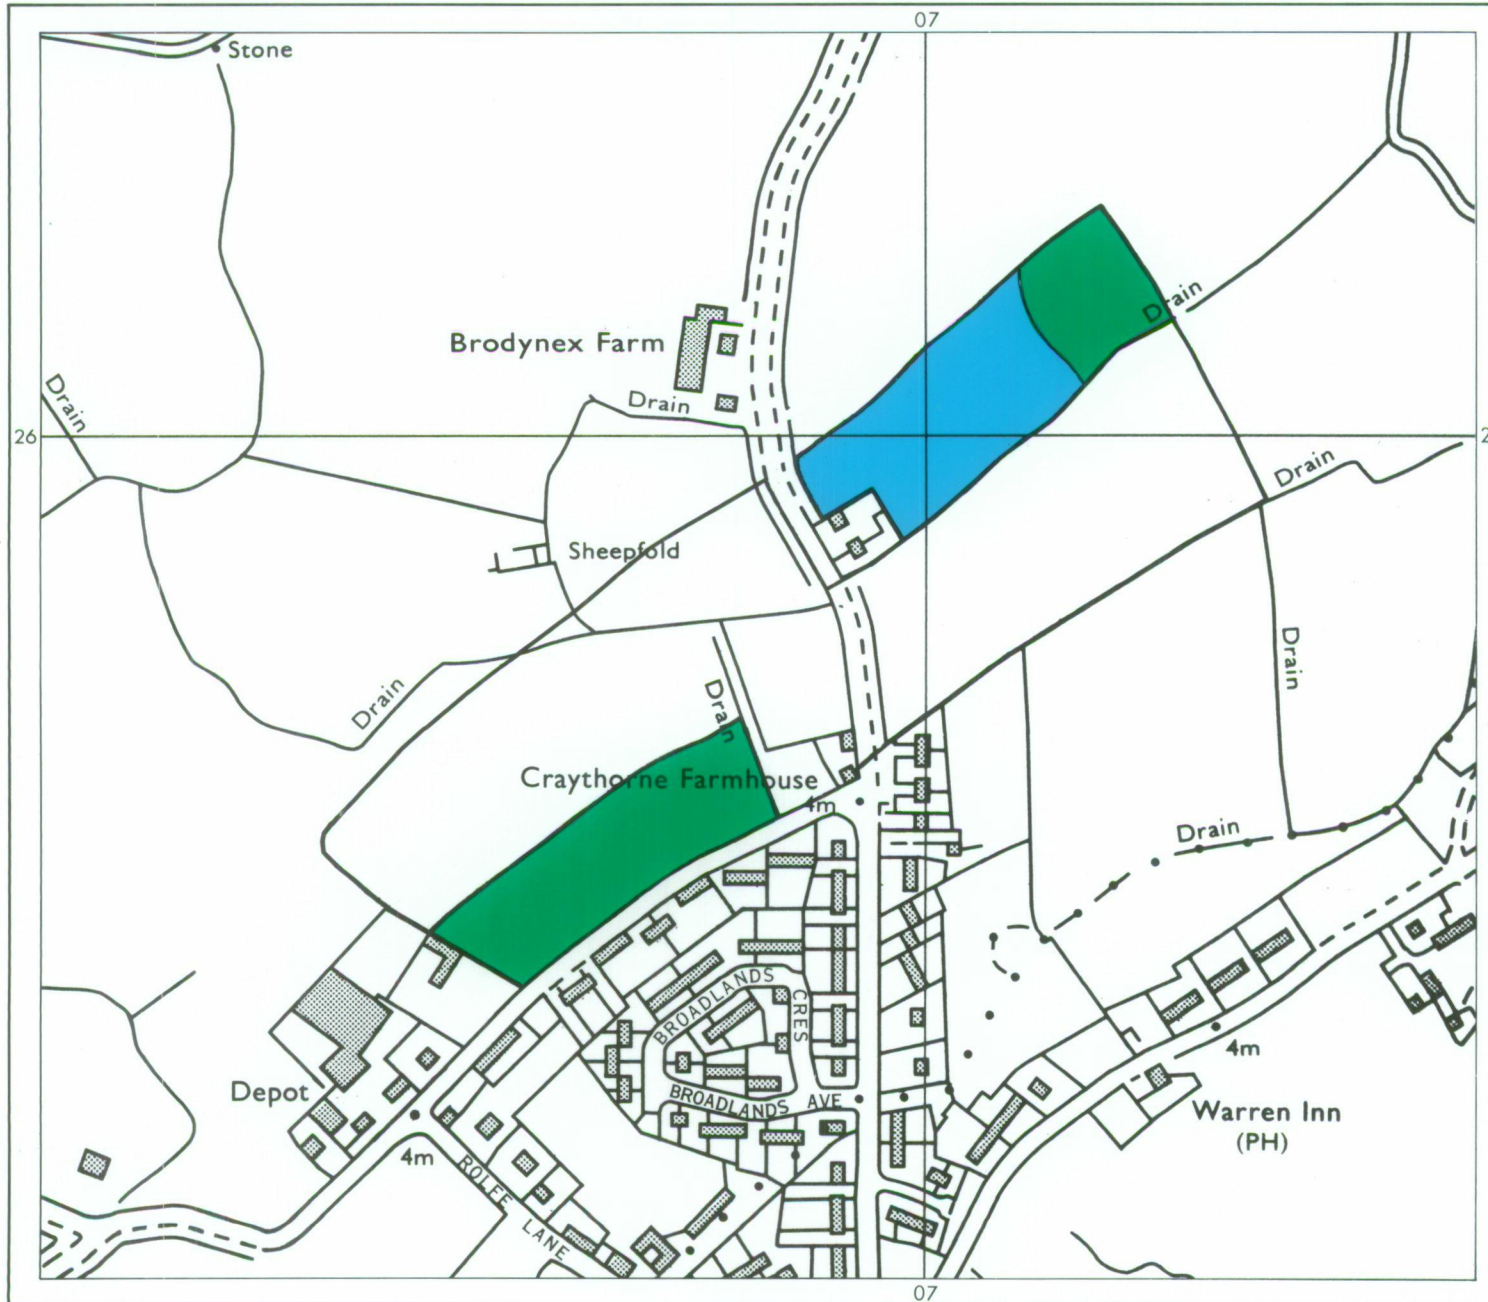 07
Stone
Drain
Brodynex Farm
Drain
Drain
26
2
Drain
Sheepfold
Drain
Drain
Drain
Craythorne Farmhouse
4m
Drain
BROADLANDS
CRES
4m
Depot
BROADLANDS AVE
Warren Inn
(PH)
4m
ROLFE LANE
07